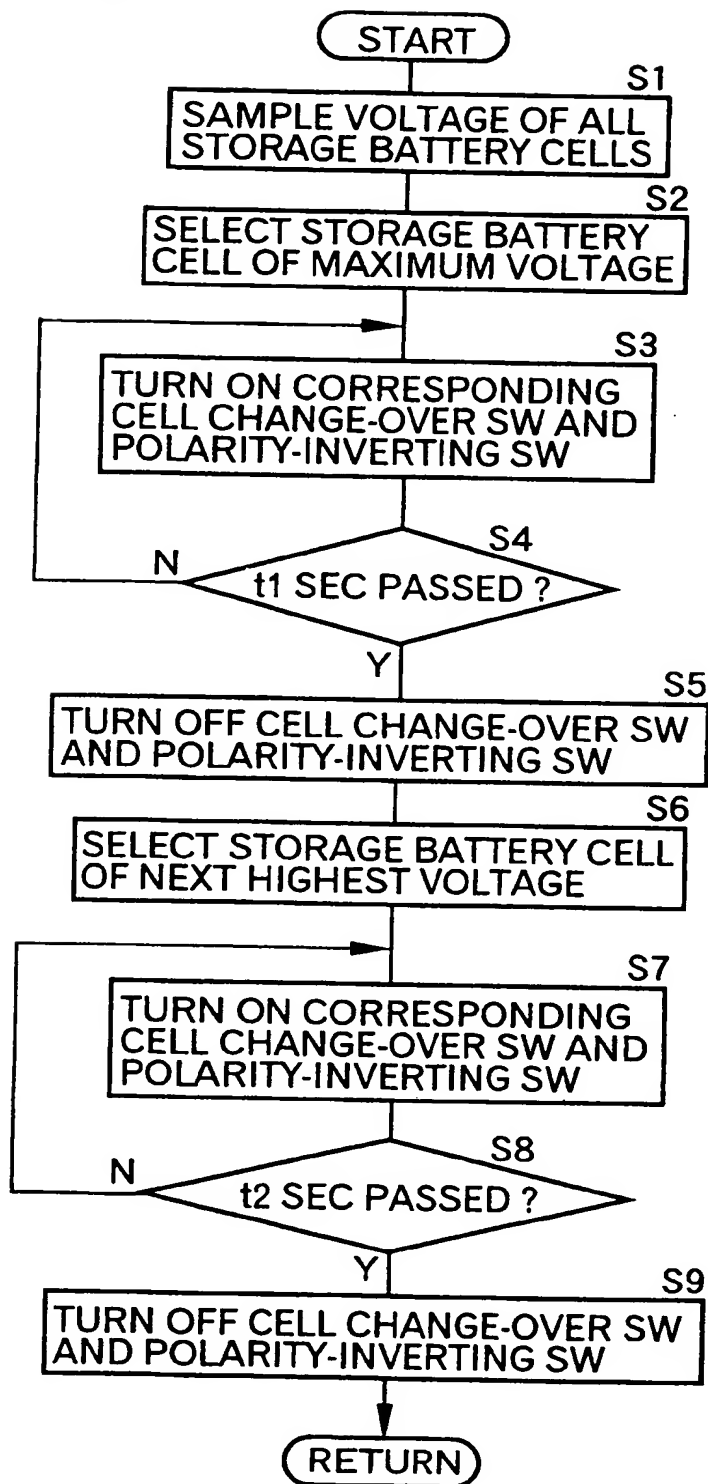 START
S1
SAMPLE VOLTAGE OF ALL
STORAGE BATTERY CELLS
S2
SELECT STORAGE BATTERY
CELL OF MAXIMUM VOLTAGE
S3
TURN ON CORRESPONDING
CELL CHANGE-OVER SW AND
POLARITY-INVERTING SW
S4
N
t1 SEC PASSED ?
Y
S5
TURN OFF CELL CHANGE-OVER SW
AND POLARITY-INVERTING SW
S6
SELECT STORAGE BATTERY CELL
OF NEXT HIGHEST VOLTAGE
S7
TURN ON CORRESPONDING
CELL CHANGE-OVER SW AND
POLARITY-INVERTING SW
S8
N
t2 SEC PASSED ?
Y
S9
TURN OFF CELL CHANGE-OVER SW
AND POLARITY-INVERTING SW
RETURN